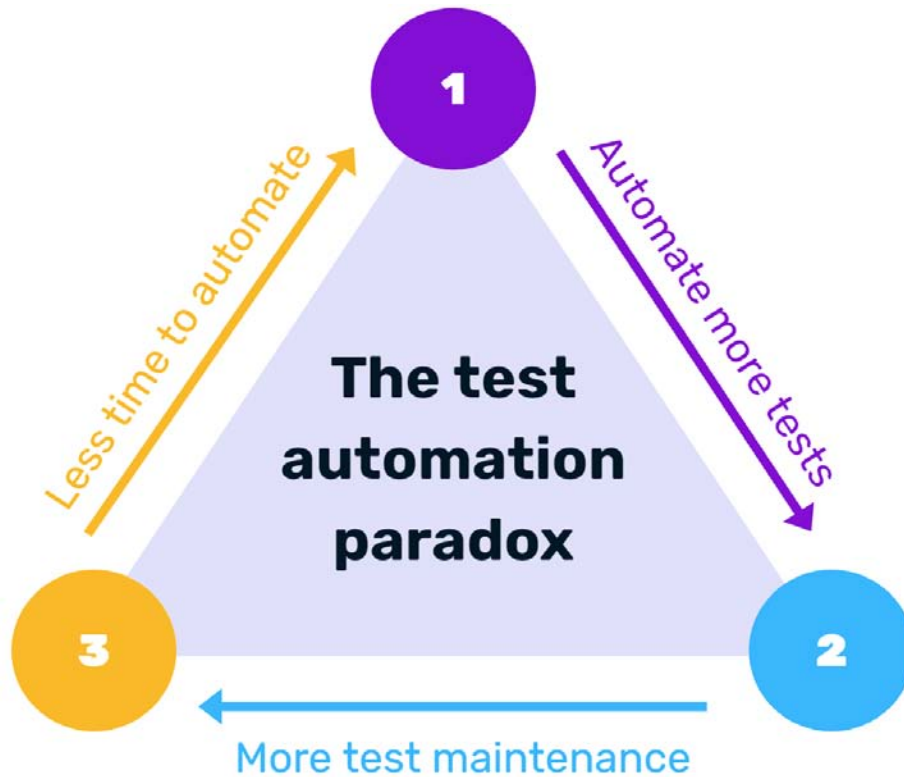 1
Automate more tests
Less time to automate
The test
automation
paradox
3
2
More test maintenance